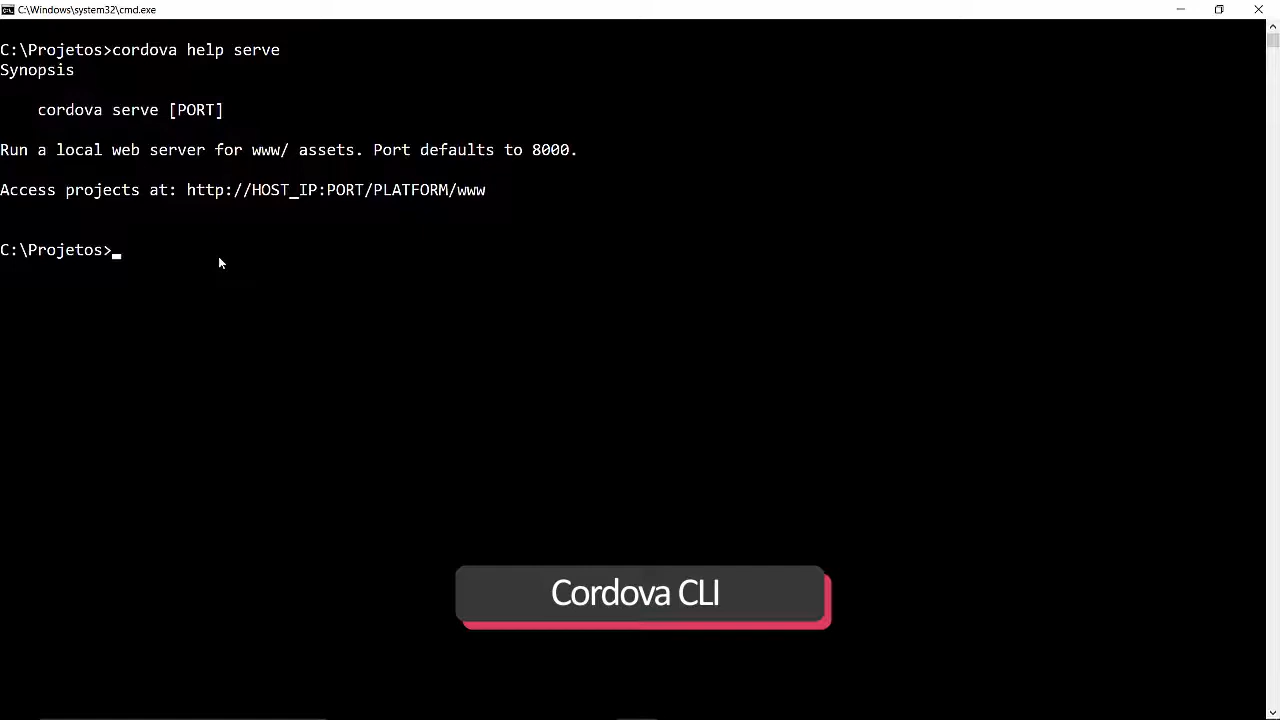 C:\Windows\system32\cmd.exe
C:\Projetos>cordova help serve
Synopsis
cordova serve [PORT]
Run a local web server for www/ assets. Port defaults to 8000.
Access projects at: http://HOST_IP:PORT/PLATFORM/www
C:\Projetos>
Cordova CLI